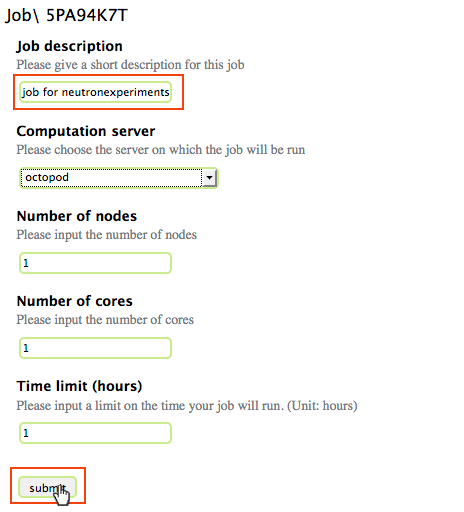 Job\ 5PA94K7T
Job description
Please give a short description for this job
job for neutronexperiments
Computation server
Please choose the server on which the job will be run
octopod
Number of nodes
Please input the number of nodes
1
Number of cores
Please input the number of cores
1
Time limit (hours)
Please input a limit on the time your job will run. (Unit: hours)
1
submit